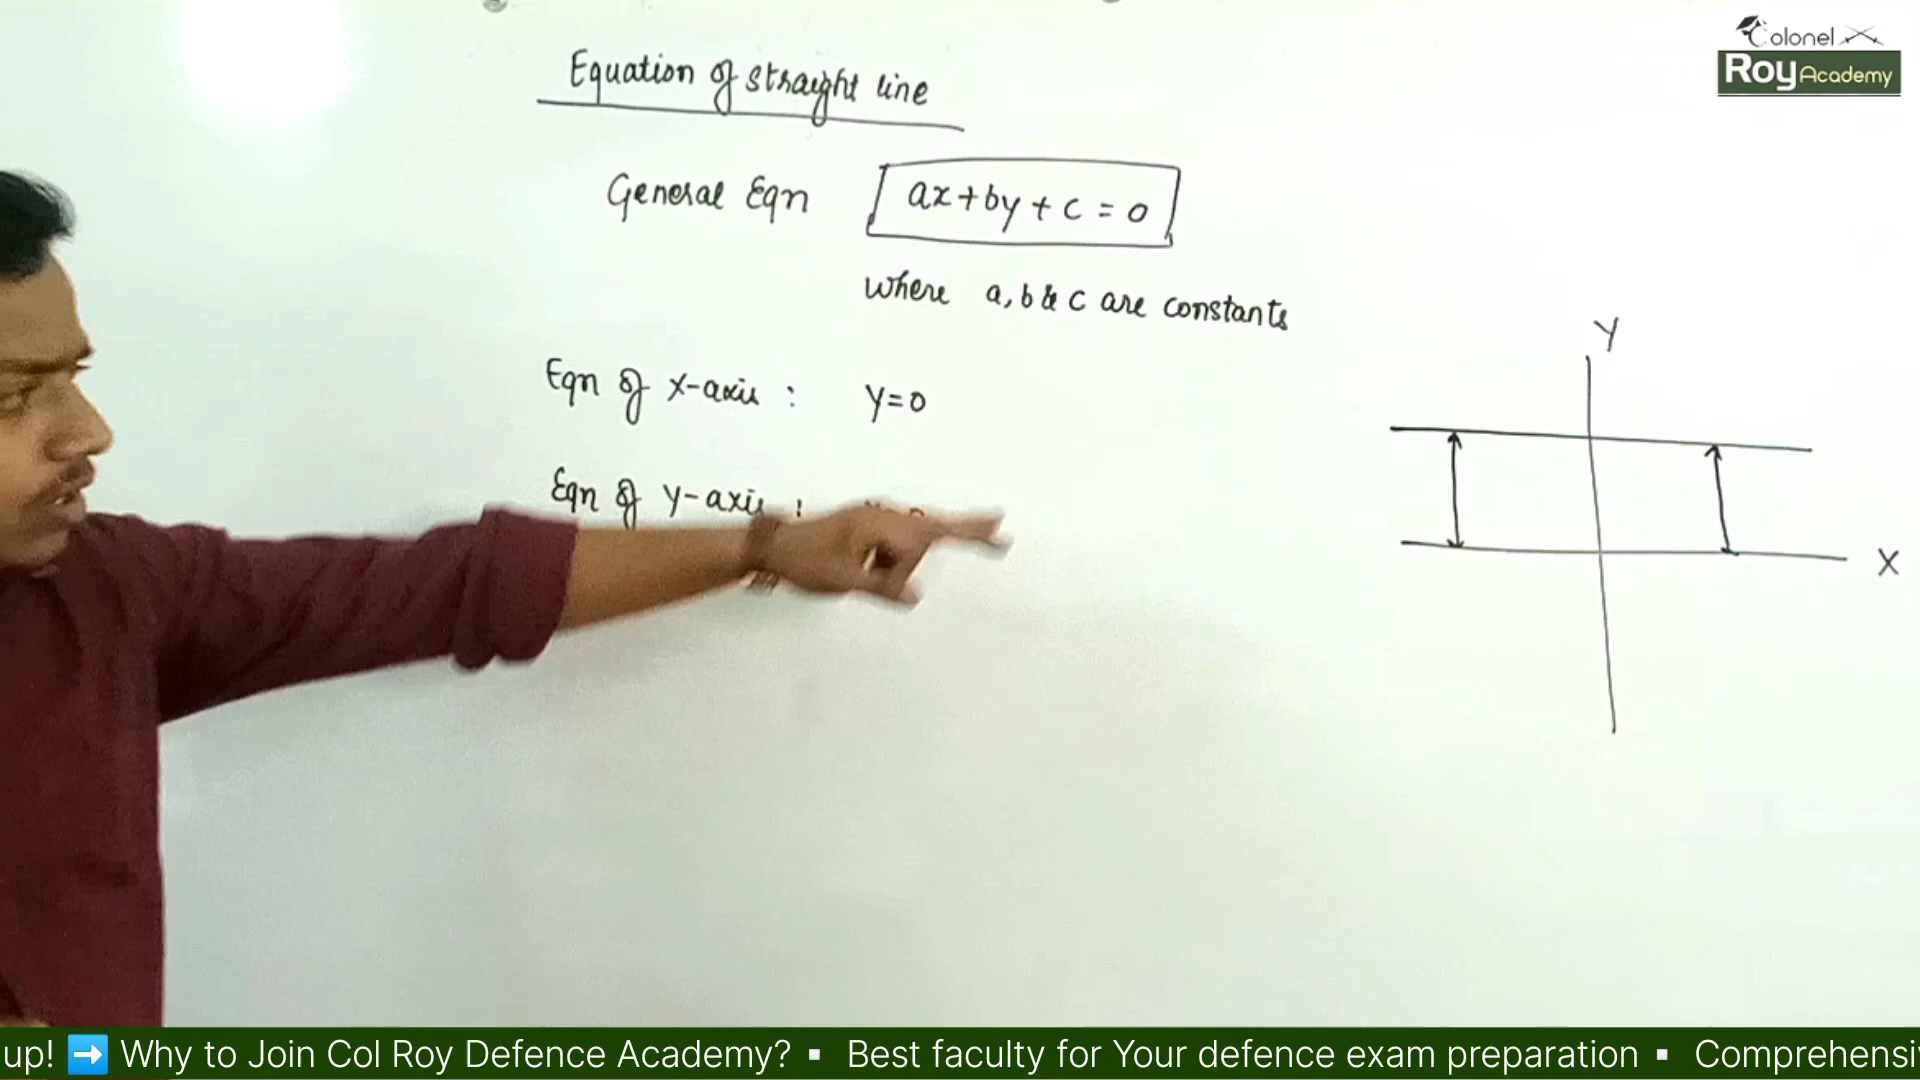 Colonel
Roy Academy
Equation of straight line
General Eqn ax+by+c=0
where a, b & c are constants
Eqn of x-axis : y=0
Eqn of y-axis :
Y
X
up! ➡ Why to Join Col Roy Defence Academy? ▪ Best faculty for Your defence exam preparation ▪ Comprehensi